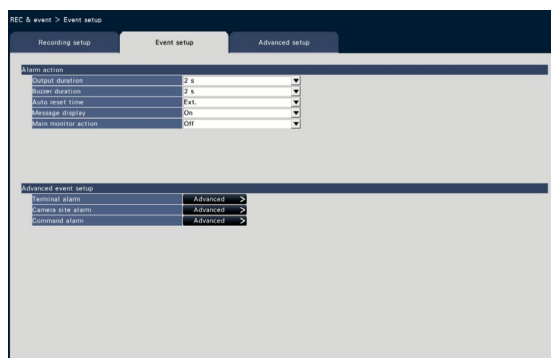 REC & event > Event setup
Recording setup Event setup Advanced setup
Alarm action
Output duration 2 s
Buzzer duration 2 s
Auto reset time Ext.
Message display On
Main monitor action Off
Advanced event setup
Terminal alarm Advanced >
Camera site alarm Advanced >
Command alarm Advanced >